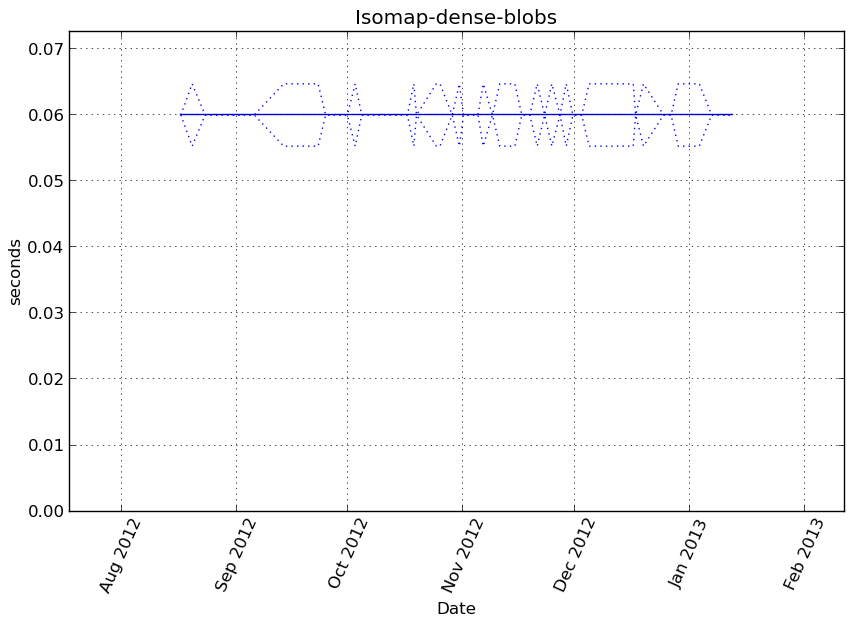 Isomap-dense-blobs
0.07
0.06
0.05
0.04
0.03
0.02
0.01
0.00
seconds
Aug 2012
Sep 2012
Oct 2012
Nov 2012
Dec 2012
Jan 2013
Feb 2013
Date